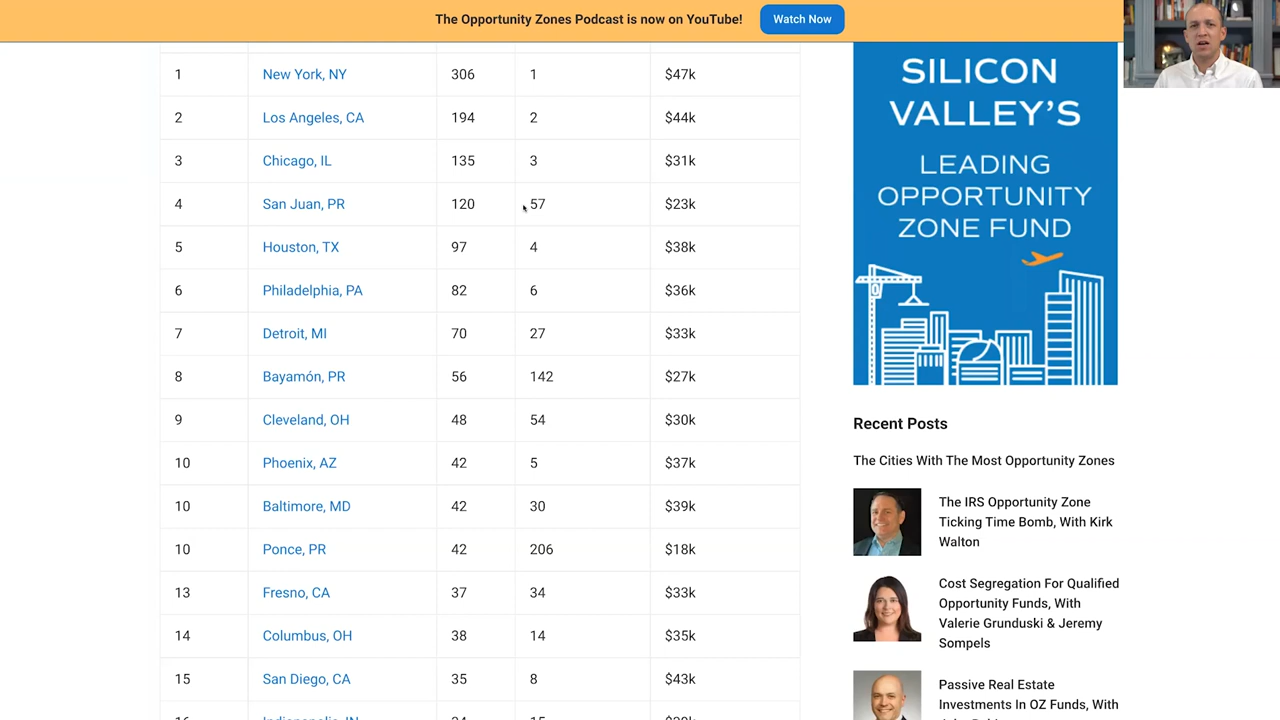 The Opportunity Zones Podcast is now on YouTube! Watch Now
1 New York, NY 306 1 $47k
2 Los Angeles, CA 194 2 $44k
3 Chicago, IL 135 3 $31k
4 San Juan, PR 120 57 $23k
5 Houston, TX 97 4 $38k
6 Philadelphia, PA 82 6 $36k
7 Detroit, MI 70 27 $33k
8 Bayamón, PR 56 142 $27k
9 Cleveland, OH 48 54 $30k
10 Phoenix, AZ 42 5 $37k
10 Baltimore, MD 42 30 $39k
10 Ponce, PR 42 206 $18k
13 Fresno, CA 37 34 $33k
14 Columbus, OH 38 14 $35k
15 San Diego, CA 35 8 $43k
SILICON
VALLEY'S
LEADING
OPPORTUNITY
ZONE FUND
Recent Posts
The Cities With The Most Opportunity Zones
The IRS Opportunity Zone
Ticking Time Bomb, With Kirk
Walton
Cost Segregation For Qualified
Opportunity Funds, With
Valerie Grunduski & Jeremy
Sompels
Passive Real Estate
Investments In OZ Funds, With